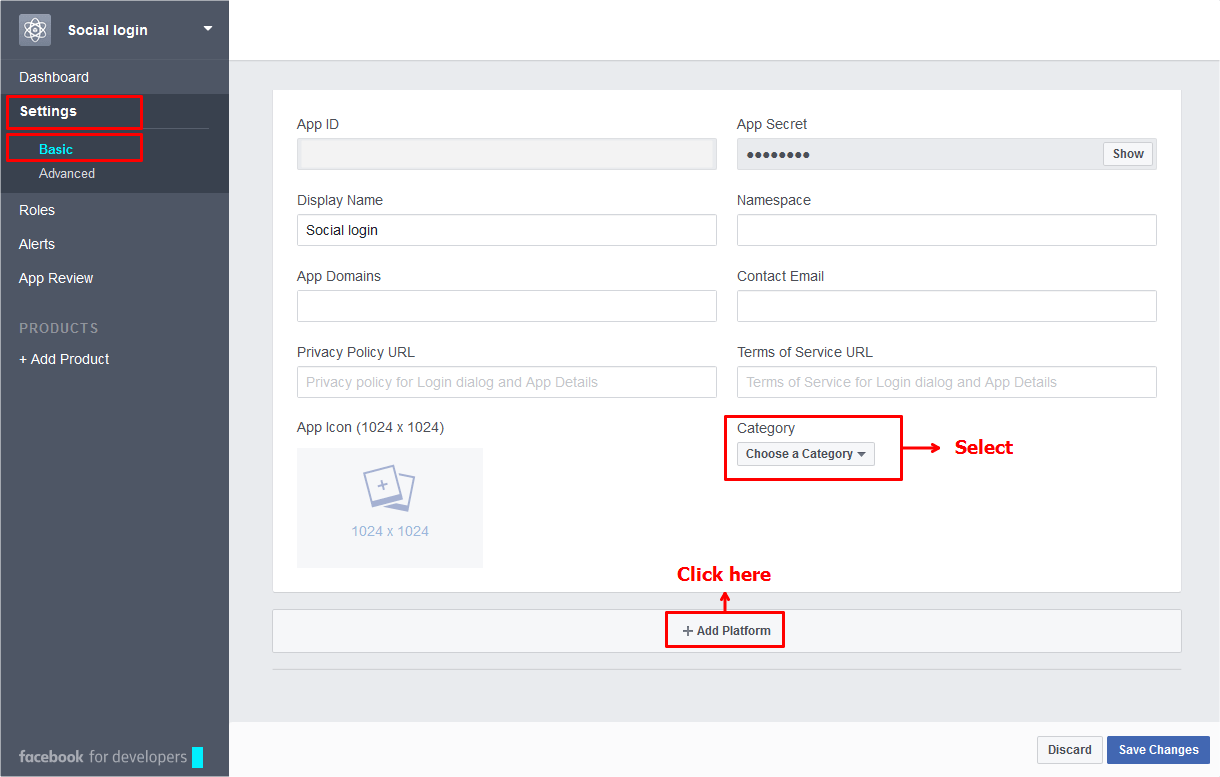 Social login
Dashboard
Settings
Basic
Advanced
Roles
Alerts
App Review
PRODUCTS
+ Add Product
facebook for developers
App ID
App Secret
●●●●●●●●
Show
Display Name
Namespace
Social login
App Domains
Contact Email
Privacy Policy URL
Terms of Service URL
Privacy policy for Login dialog and App Details
Terms of Service for Login dialog and App Details
App Icon (1024 x 1024)
Category
Choose a Category
Select
1024 x 1024
Click here
+ Add Platform
Discard
Save Changes